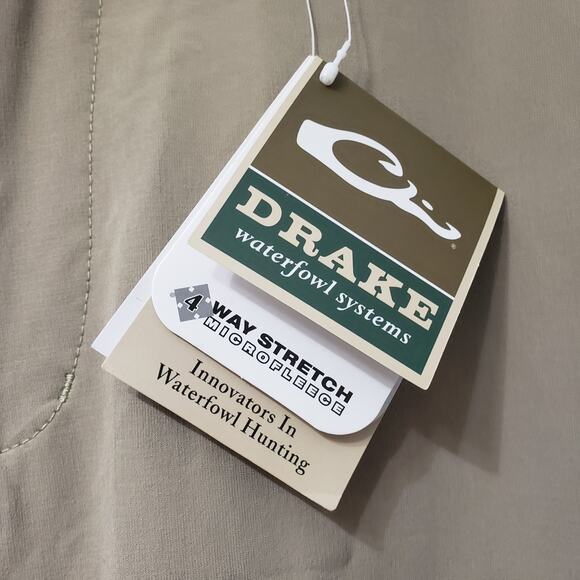 DRAKE
waterfowl systems
4 WAY STRETCH
MICROFLEECE
Innovators In
Waterfowl Hunting